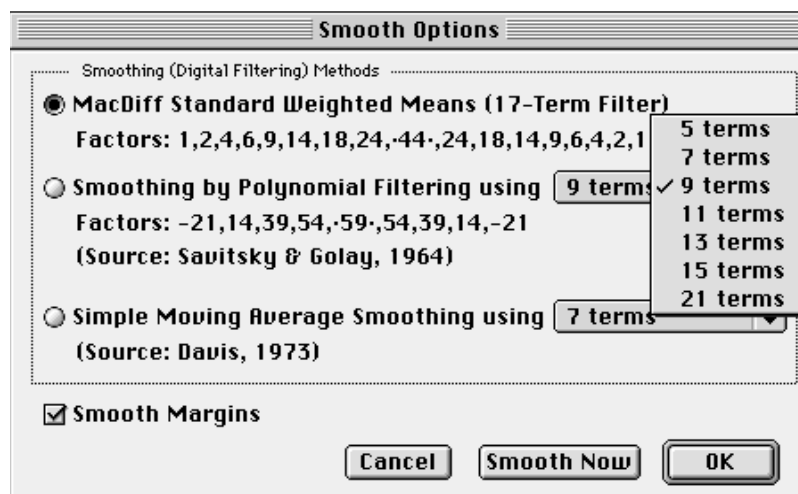 Smooth Options
Smoothing (Digital Filtering) Methods
MacDiff Standard Weighted Means (17-Term Filter)
Factors: 1,2,4,6,9,14,18,24,·44·,24,18,14,9,6,4,2,1
Smoothing by Polynomial Filtering using 9 terms
Factors: -21,14,39,54,·59·,54,39,14,-21
(Source: Savitsky & Golay, 1964)
Simple Moving Average Smoothing using 7 terms
(Source: Davis, 1973)
5 terms
7 terms
✓ 9 terms
11 terms
13 terms
15 terms
21 terms
Smooth Margins
Cancel Smooth Now OK